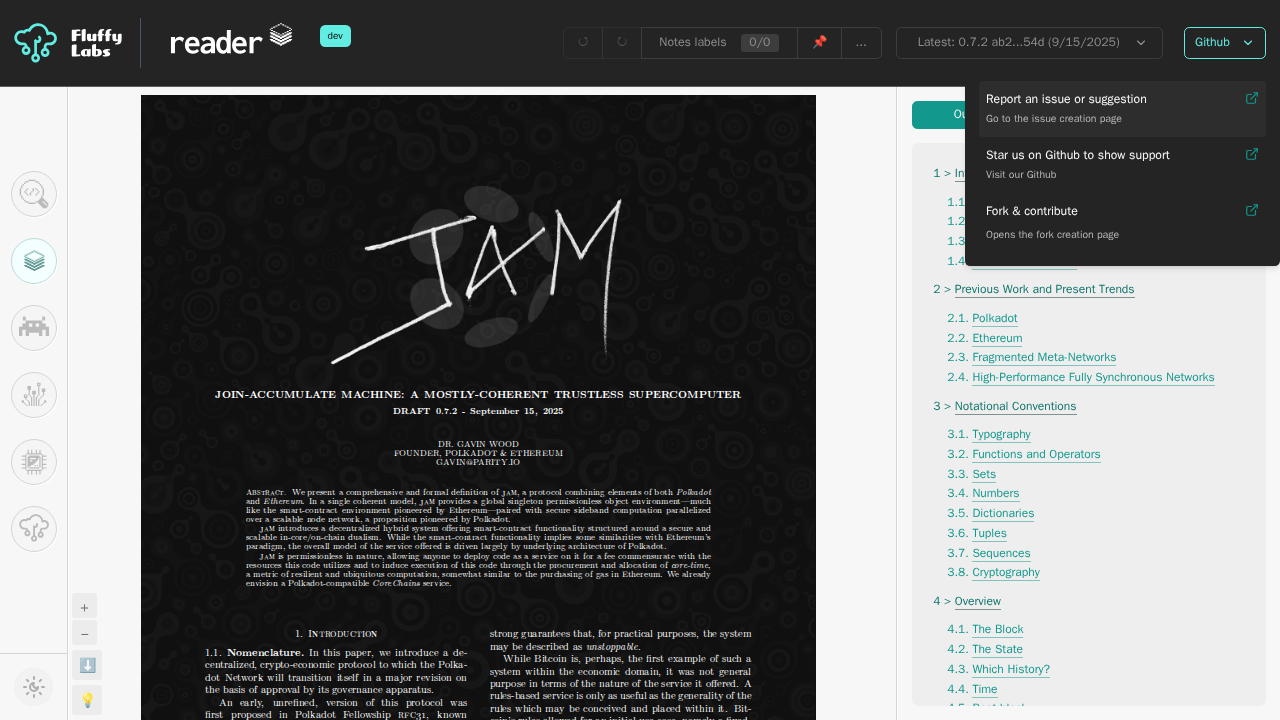 Fluffy
Labs
reader
dev
Notes labels 0/0
📌
...
Latest: 0.7.2 ab2...54d (9/15/2025)
Github
Report an issue or suggestion
Go to the issue creation page
Star us on Github to show support
Visit our Github
Fork & contribute
Opens the fork creation page
JAM
JOIN-ACCUMULATE MACHINE: A MOSTLY-COHERENT TRUSTLESS SUPERCOMPUTER
DRAFT 0.7.2 - September 15, 2025
DR. GAVIN WOOD
FOUNDER, POLKADOT & ETHEREUM
GAVIN@PARITY.IO
Abstract. We present a comprehensive and formal definition of Jam, a protocol combining elements of both Polkadot
and Ethereum. In a single coherent model, Jam provides a global singleton permissionless object environment—much
like the smart-contract environment pioneered by Ethereum—paired with secure sideband computation parallelized
over a scalable node network, a proposition pioneered by Polkadot.
Jam introduces a decentralized hybrid system offering smart-contract functionality structured around a secure and
scalable in-core/on-chain dualism. While the smart-contract functionality implies some similarities with Ethereum's
paradigm, the overall model of the service offered is driven largely by underlying architecture of Polkadot.
Jam is permissionless in nature, allowing anyone to deploy code as a service on it for a fee commensurate with the
resources this code utilizes and to induce execution of this code through the procurement and allocation of core-time,
a metric of resilient and ubiquitous computation, somewhat similar to the purchasing of gas in Ethereum. We already
envision a Polkadot-compatible CoreChains service.
1. Introduction
1.1. Nomenclature. In this paper, we introduce a de-
centralized, crypto-economic protocol to which the Polka-
dot Network will transition itself in a major revision on
the basis of approval by its governance apparatus.
An early, unrefined, version of this protocol was
first proposed in Polkadot Fellowship RFC31, known
strong guarantees that, for practical purposes, the system
may be described as unstoppable.
While Bitcoin is, perhaps, the first example of such a
system within the economic domain, it was not general
purpose in terms of the nature of the service it offered. A
rules-based service is only as useful as the generality of the
rules which may be conceived and placed within it. Bit-
+
−
⬇️
💡
1 >
1.1
1.2
1.3
1.4
2 > Previous Work and Present Trends
2.1. Polkadot
2.2. Ethereum
2.3. Fragmented Meta-Networks
2.4. High-Performance Fully Synchronous Networks
3 > Notational Conventions
3.1. Typography
3.2. Functions and Operators
3.3. Sets
3.4. Numbers
3.5. Dictionaries
3.6. Tuples
3.7. Sequences
3.8. Cryptography
4 > Overview
4.1. The Block
4.2. The State
4.3. Which History?
4.4. Time